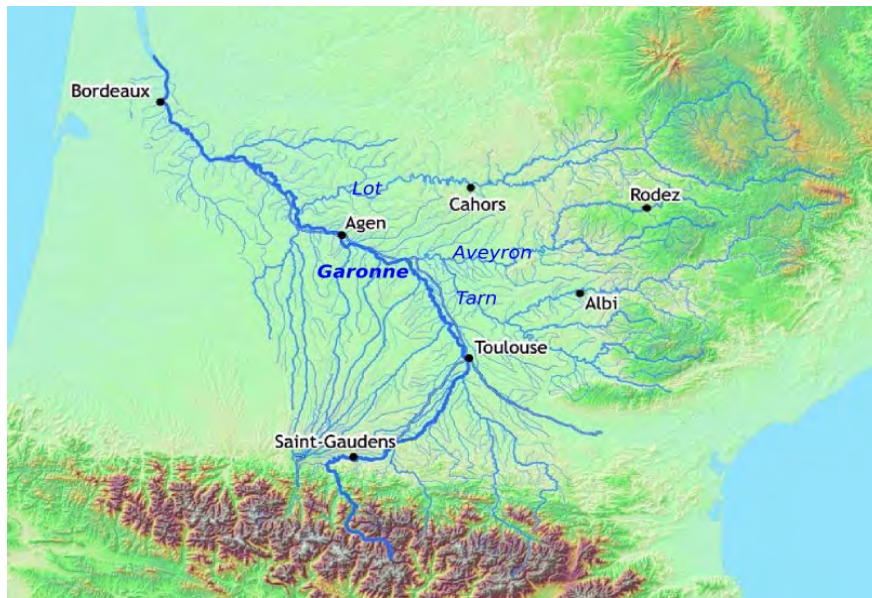 Bordeaux
Lot
Cahors
Rodez
Agen
Aveyron
Garonne
Tarn
Albi
Toulouse
Saint-Gaudens